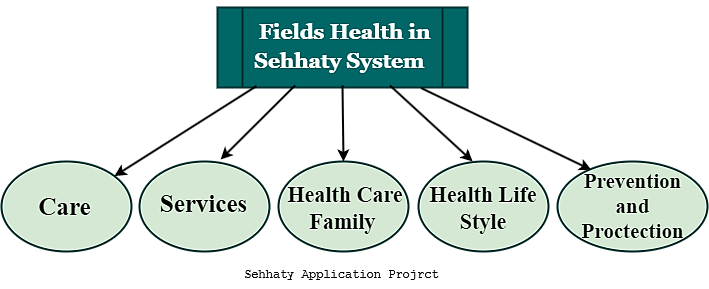 Fields Health in
Sehhaty System
Care
Services
Health Care
Family
Health Life
Style
Prevention
and
Proctection
Sehhaty Application Projrct